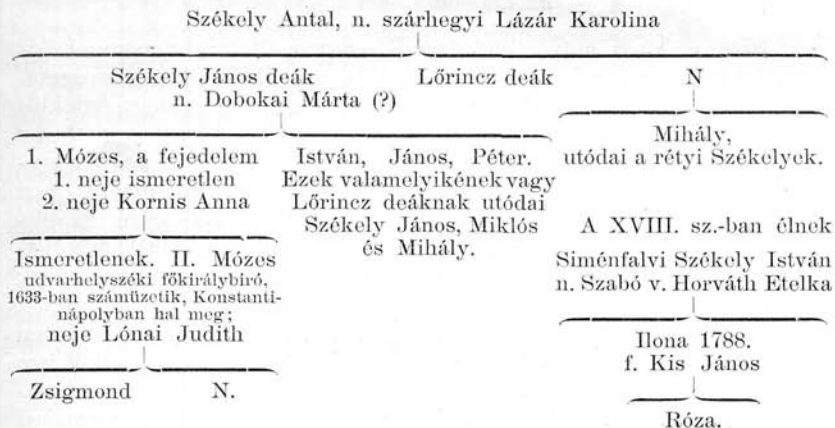 Székely Antal, n. szárhegyi Lázár Karolina
Székely János deák
n. Dobokai Márta (?)
Lőrincz deák
N
1. Mózes, a fejedelem
1. neje ismeretlen
2. neje Kornis Anna
István, János, Péter.
Ezek valamelyikének vagy
Lőrincz deáknak utódai
Székely János, Miklós
és Mihály.
Mihály,
utódai a rétyi Székelyek.
Ismeretlenek. II. Mózes
udvarhelyszéki főkirálybiró,
1633-ban számüzetik, Konstanti-
nápolyban hal meg;
neje Lónai Judith
Zsigmond N.
A XVIII. sz.-ban élnek
Siménfalvi Székely István
n. Szabó v. Horváth Etelka
Ilona 1788.
f. Kis János
Róza.